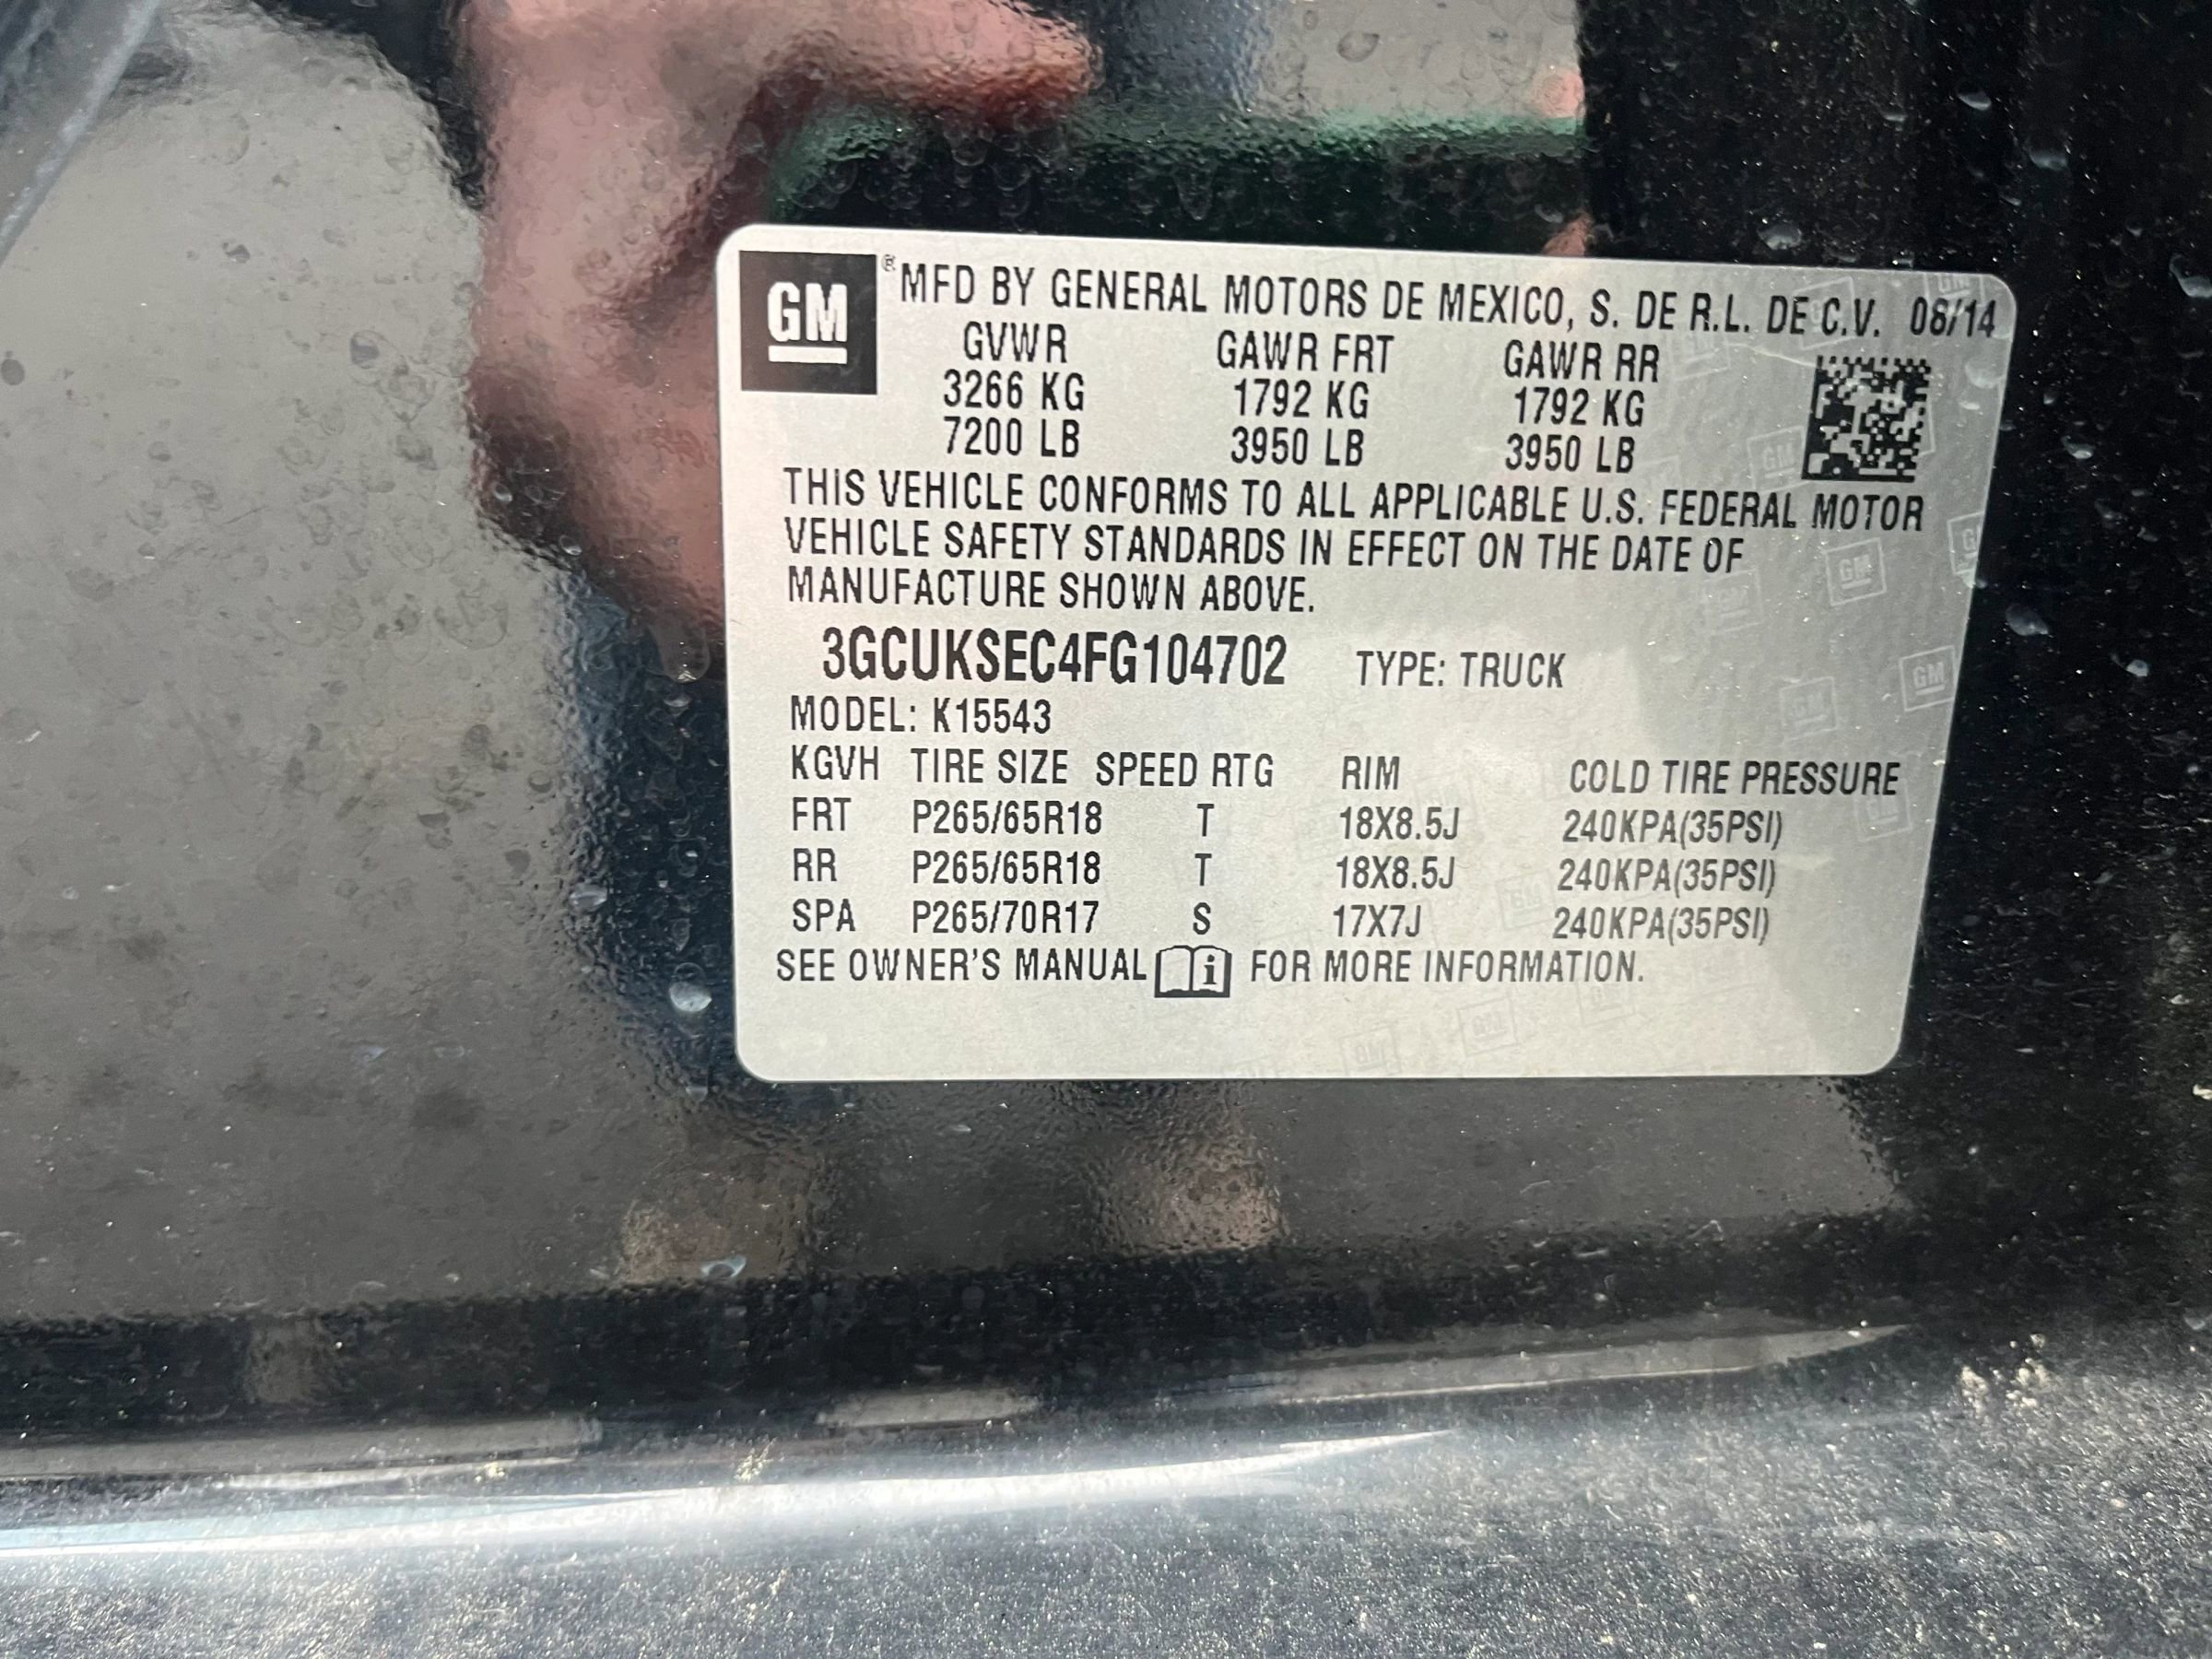 GM ® MFD BY GENERAL MOTORS DE MEXICO, S. DE R.L. DE C.V. 08/14
GVWR GAWR FRT GAWR RR
3266 KG 1792 KG 1792 KG
7200 LB 3950 LB 3950 LB
THIS VEHICLE CONFORMS TO ALL APPLICABLE U.S. FEDERAL MOTOR
VEHICLE SAFETY STANDARDS IN EFFECT ON THE DATE OF
MANUFACTURE SHOWN ABOVE.
3GCUKSEC4FG104702 TYPE: TRUCK
MODEL: K15543
KGVH TIRE SIZE SPEED RTG RIM COLD TIRE PRESSURE
FRT P265/65R18 T 18X8.5J 240KPA(35PSI)
RR P265/65R18 T 18X8.5J 240KPA(35PSI)
SPA P265/70R17 S 17X7J 240KPA(35PSI)
SEE OWNER'S MANUAL i FOR MORE INFORMATION.